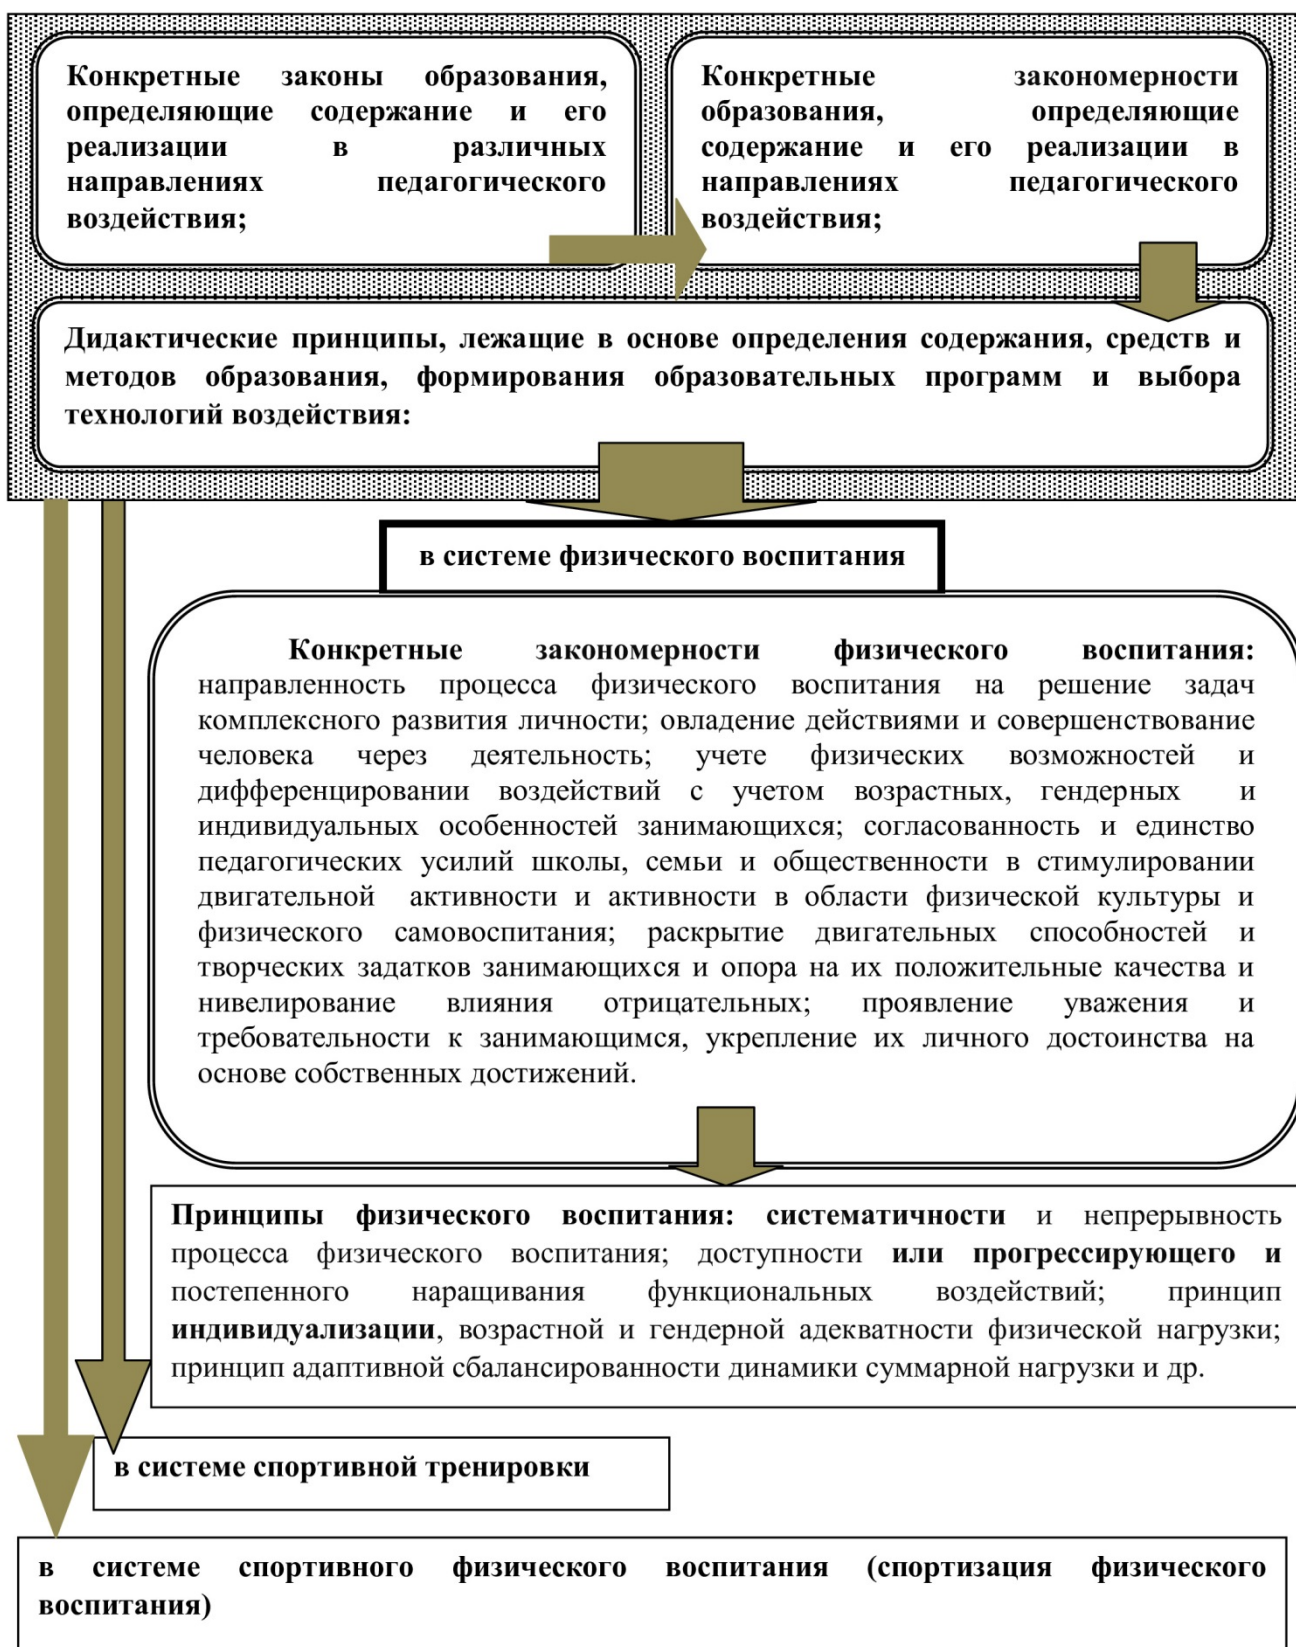 Конкретные законы образования,
определяющие содержание и его
реализации в различных
направлениях педагогического
воздействия;
Конкретные закономерности
образования, определяющие
содержание и его реализации в
направлениях педагогического
воздействия;
Дидактические принципы, лежащие в основе определения содержания, средств и
методов образования, формирования образовательных программ и выбора
технологий воздействия:
в системе физического воспитания
Конкретные закономерности физического воспитания:
направленность процесса физического воспитания на решение задач
комплексного развития личности; овладение действиями и совершенствование
человека через деятельность; учете физических возможностей и
дифференцировании воздействий с учетом возрастных, гендерных и
индивидуальных особенностей занимающихся; согласованность и единство
педагогических усилий школы, семьи и общественности в стимулировании
двигательной активности и активности в области физической культуры и
физического самовоспитания; раскрытие двигательных способностей и
творческих задатков занимающихся и опора на их положительные качества и
нивелирование влияния отрицательных; проявление уважения и
требовательности к занимающимся, укрепление их личного достоинства на
основе собственных достижений.
Принципы физического воспитания: систематичности и непрерывность
процесса физического воспитания; доступности или прогрессирующего и
постепенного наращивания функциональных воздействий; принцип
индивидуализации, возрастной и гендерной адекватности физической нагрузки;
принцип адаптивной сбалансированности динамики суммарной нагрузки и др.
в системе спортивной тренировки
в системе спортивного физического воспитания (спортизация физического
воспитания)